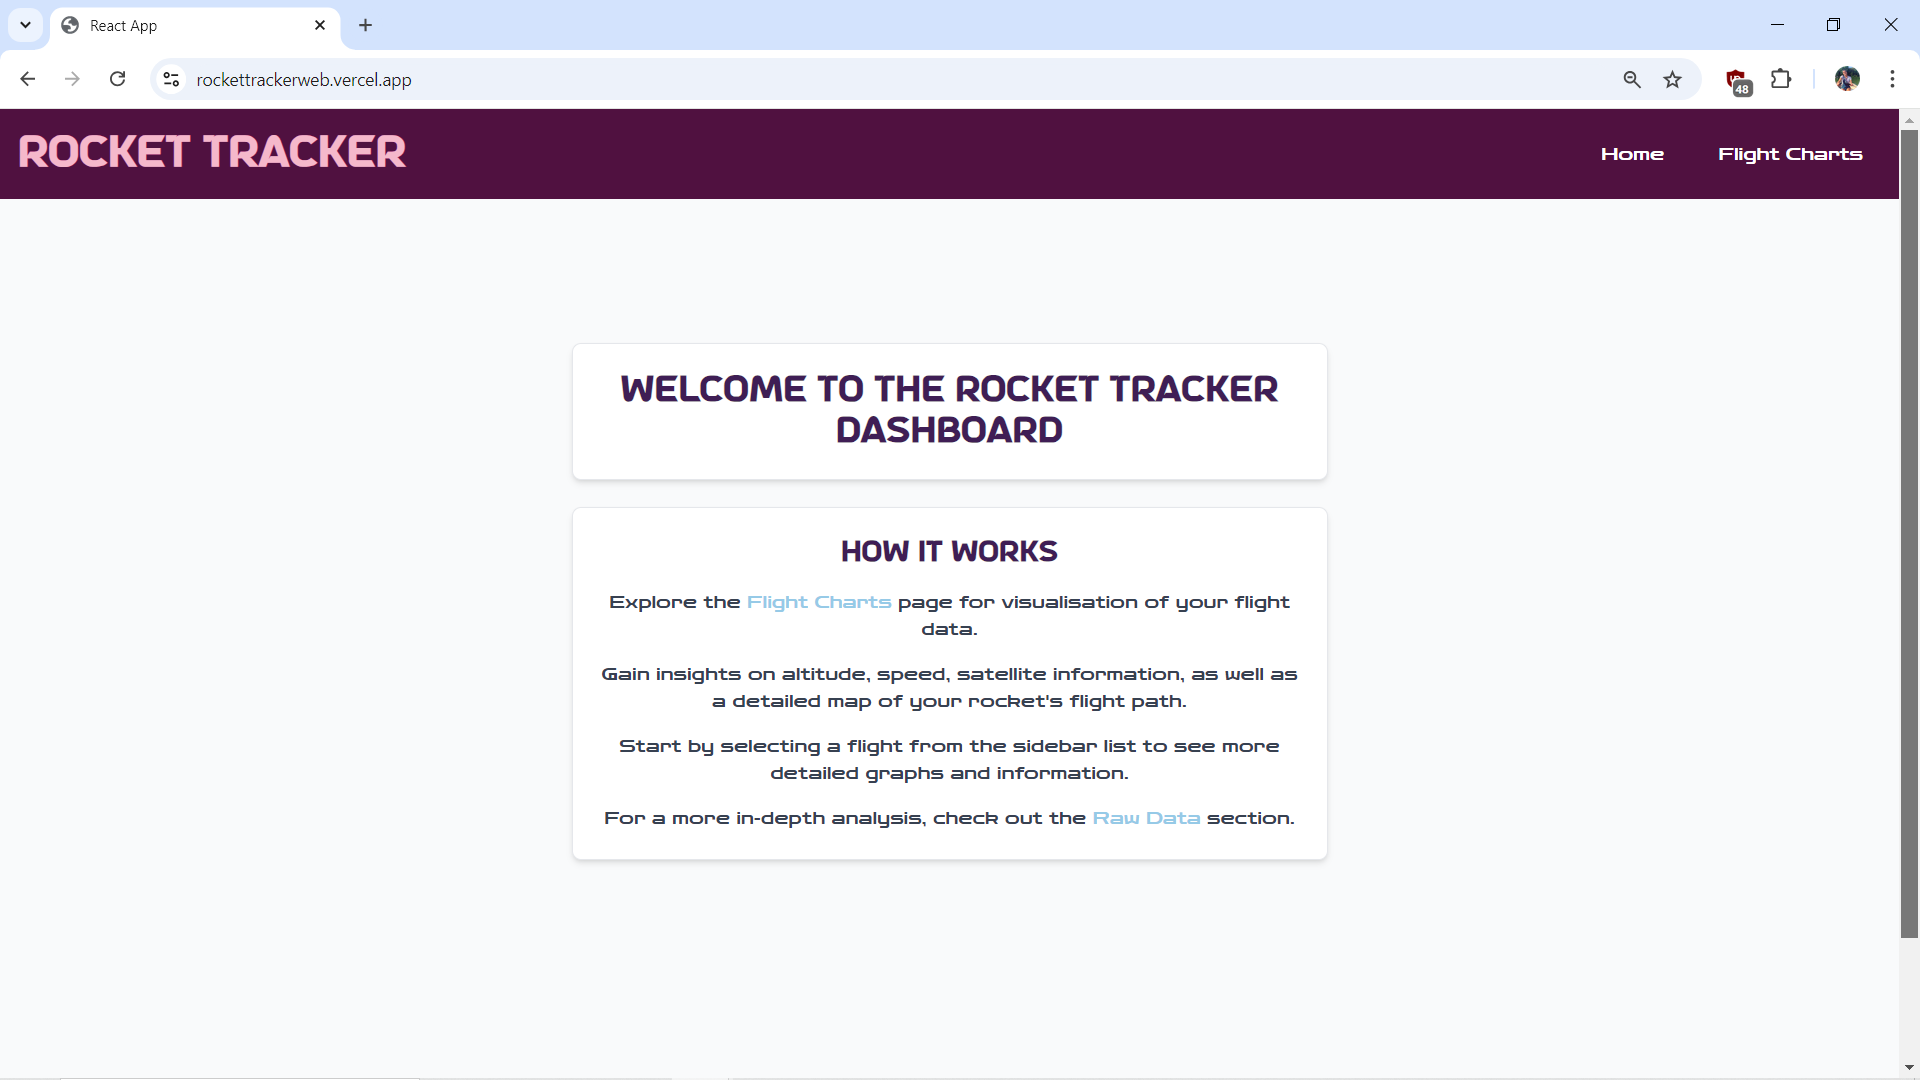 React App
rockettrackerweb.vercel.app
48
ROCKET TRACKER
Home
Flight Charts
WELCOME TO THE ROCKET TRACKER
DASHBOARD
HOW IT WORKS
Explore the Flight Charts page for visualisation of your flight
data.
Gain insights on altitude, speed, satellite information, as well as
a detailed map of your rocket's flight path.
Start by selecting a flight from the sidebar list to see more
detailed graphs and information.
For a more in-depth analysis, check out the Raw Data section.